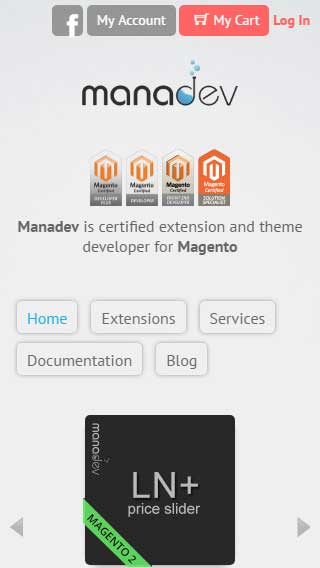 f My Account My Cart Log In
manadev
Magento Certified DEVELOPER PLUS
Magento Certified DEVELOPER
Magento Certified FRONT END DEVELOPER
Magento Certified SOLUTION SPECIALIST
Manadev is certified extension and theme
developer for Magento
Home Extensions Services
Documentation Blog
manadev
LN+
price slider
MAGENTO 2